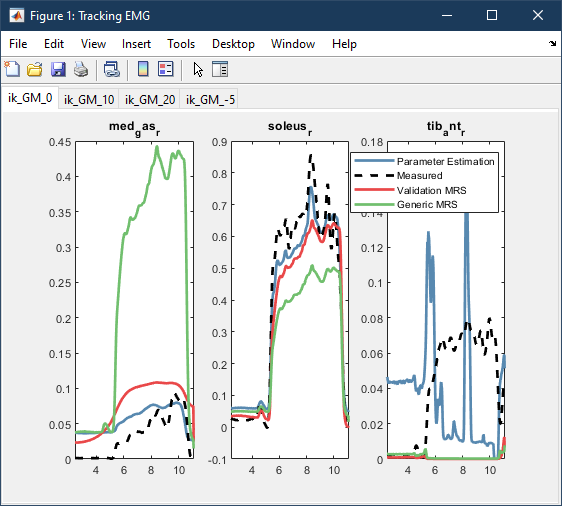 Figure 1: Tracking EMG
File Edit View Insert Tools Desktop Window Help
ik_GM_0 ik_GM_10 ik_GM_20 ik_GM_-5
med_gas_r
0.45
0.4
0.35
0.3
0.25
0.2
0.15
0.1
0.05
0
4 6 8 10
soleus_r
0.9
0.8
0.7
0.6
0.5
0.4
0.3
0.2
0.1
0
-0.1
4 6 8 10
tib_ant_r
0.18
0.14
0.12
0.1
0.08
0.06
0.04
0.02
0
4 6 8 10
Parameter Estimation
Measured
Validation MRS
Generic MRS